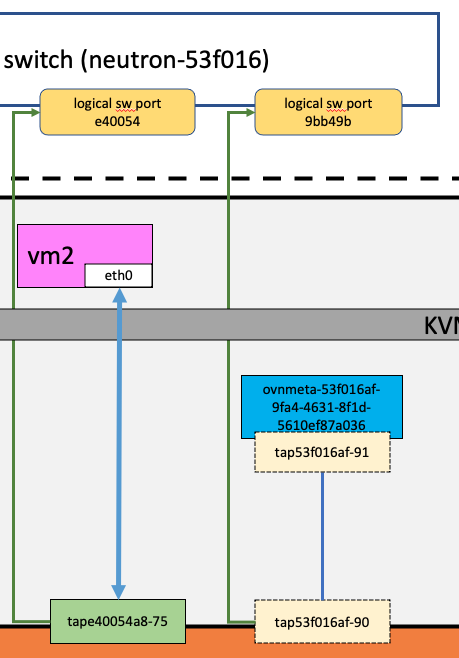 switch (neutron-53f016)
logical sw port
e40054
logical sw port
9bb49b
vm2
eth0
ovnmeta-53f016af-
9fa4-4631-8f1d-
5610ef87a036
tap53f016af-91
tape40054a8-75
tap53f016af-90